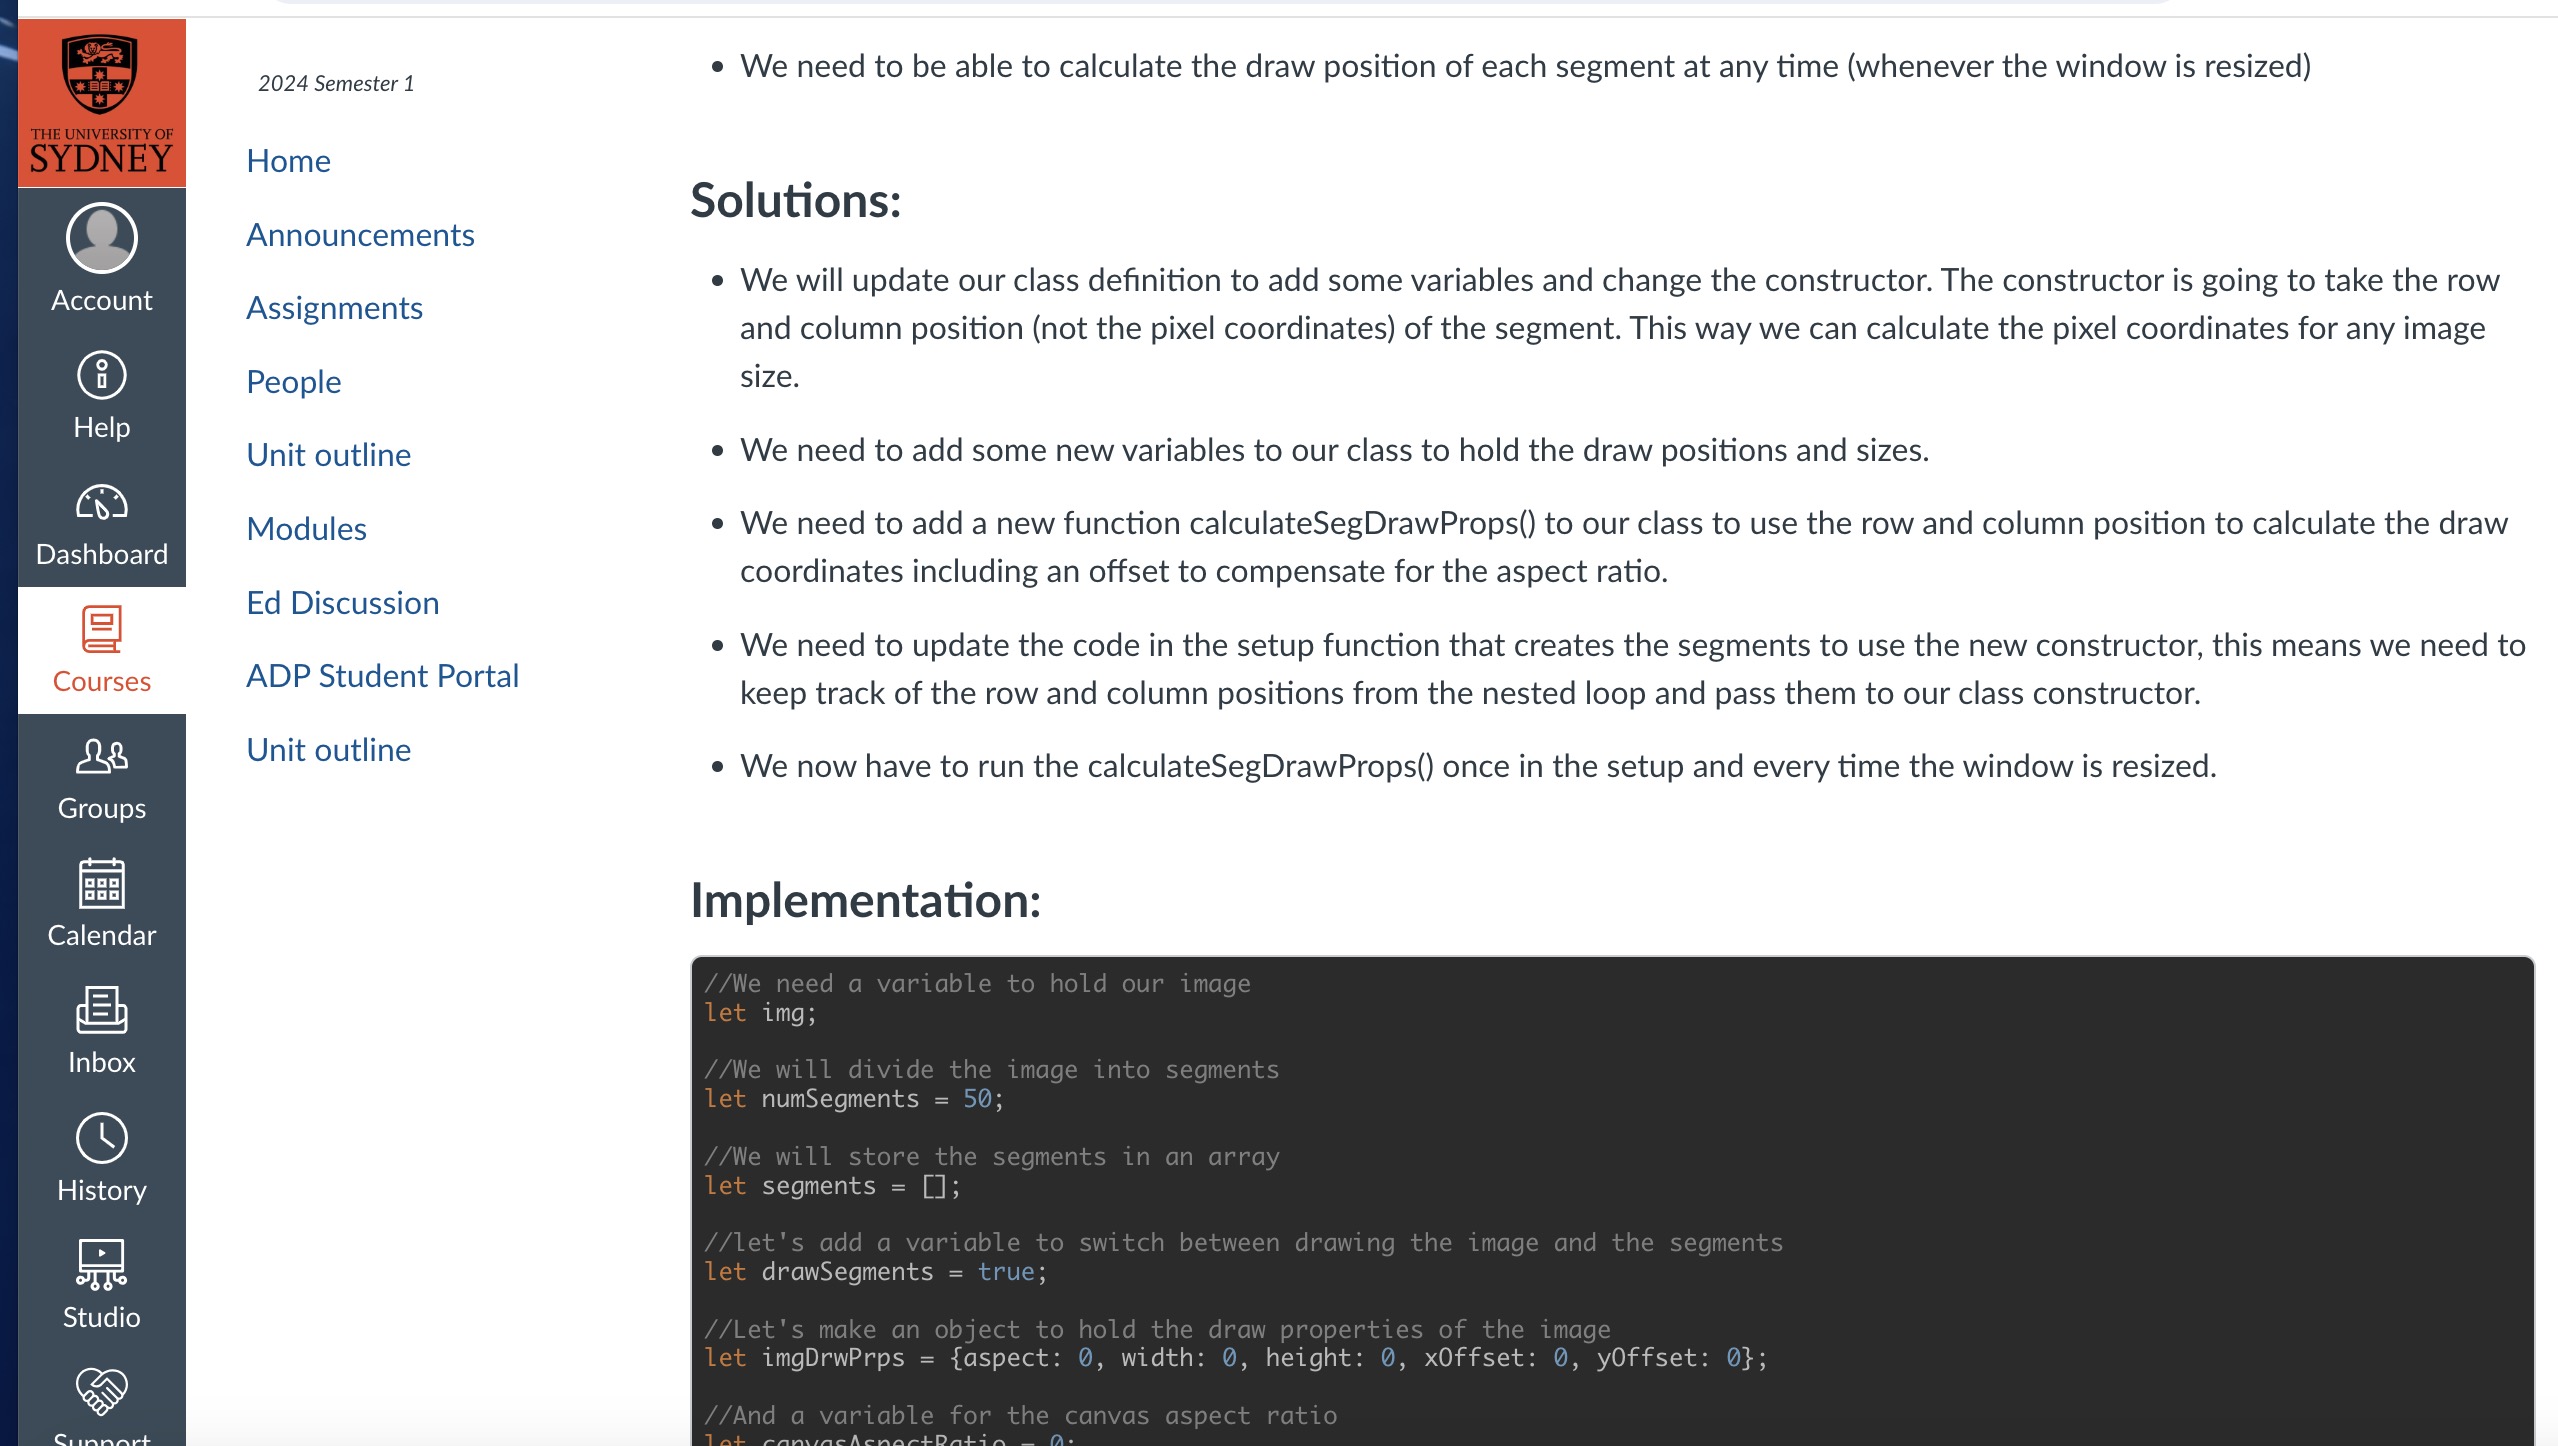 THE UNIVERSITY OF
SYDNEY
Account
Help
Dashboard
Courses
Groups
Calendar
Inbox
History
Studio
Support
2024 Semester 1
Home
Announcements
Assignments
People
Unit outline
Modules
Ed Discussion
ADP Student Portal
Unit outline
• We need to be able to calculate the draw position of each segment at any time (whenever the window is resized)
Solutions:
• We will update our class definition to add some variables and change the constructor. The constructor is going to take the row
and column position (not the pixel coordinates) of the segment. This way we can calculate the pixel coordinates for any image
size.
• We need to add some new variables to our class to hold the draw positions and sizes.
• We need to add a new function calculateSegDrawProps() to our class to use the row and column position to calculate the draw
coordinates including an offset to compensate for the aspect ratio.
• We need to update the code in the setup function that creates the segments to use the new constructor, this means we need to
keep track of the row and column positions from the nested loop and pass them to our class constructor.
• We now have to run the calculateSegDrawProps() once in the setup and every time the window is resized.
Implementation:
//We need a variable to hold our image
let img;
//We will divide the image into segments
let numSegments = 50;
//We will store the segments in an array
let segments = [];
//let's add a variable to switch between drawing the image and the segments
let drawSegments = true;
//Let's make an object to hold the draw properties of the image
let imgDrwPrps = {aspect: 0, width: 0, height: 0, xOffset: 0, yOffset: 0};
//And a variable for the canvas aspect ratio
let canvasAspectRatio = 0;